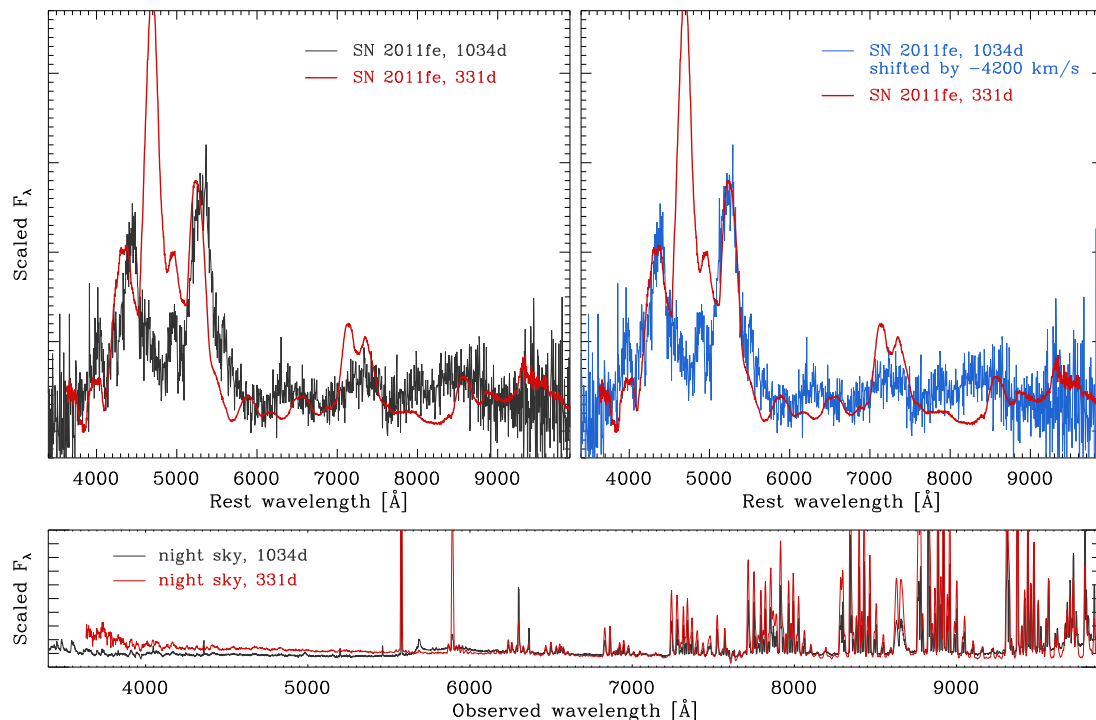 SN 2011fe, 1034d
SN 2011fe, 331d
Scaled Fλ
4000 5000 6000 7000 8000 9000
Rest wavelength [Å]
SN 2011fe, 1034d
shifted by −4200 km/s
SN 2011fe, 331d
4000 5000 6000 7000 8000 9000
Rest wavelength [Å]
night sky, 1034d
night sky, 331d
Scaled Fλ
4000 5000 6000 7000 8000 9000
Observed wavelength [Å]